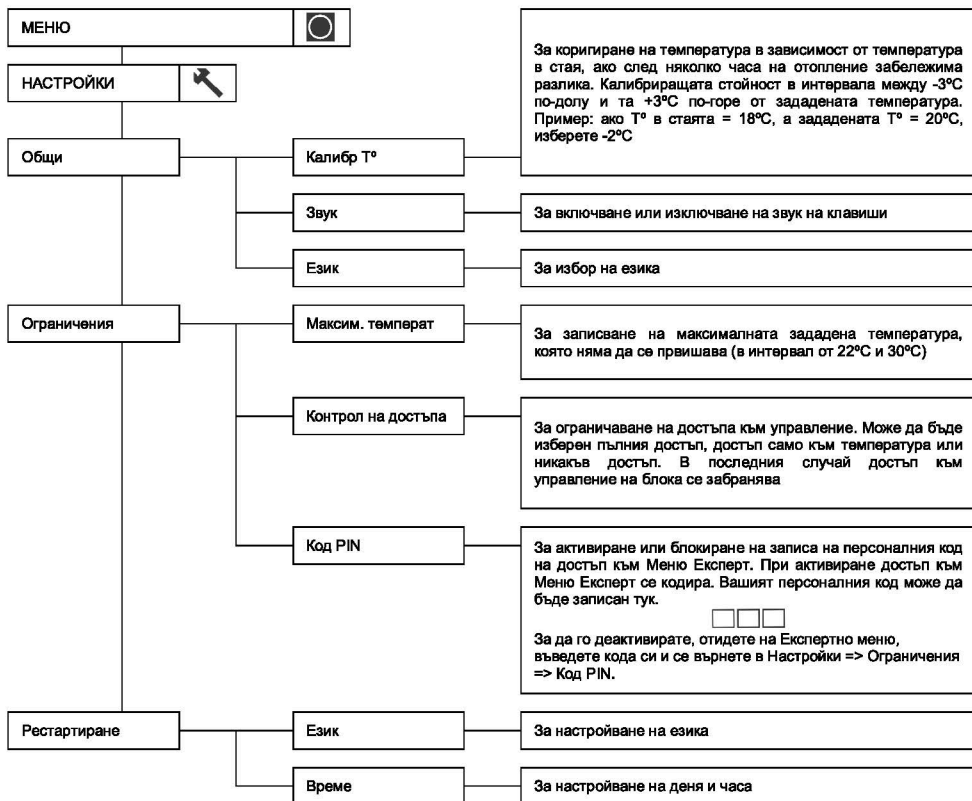 МЕНЮ
НАСТРОЙКИ
За коригиране на температура в зависимост от температура
в стая, ако след няколко часа на отопление забележима
разлика. Калибриращата стойност в интервала между -3ºC
по-долу и та +3ºC по-горе от зададената температура.
Пример: ако Tº в стаята = 18ºC, а зададената Tº = 20ºC,
изберете -2ºC
Общи
Калибр Tº
Звук
За включване или изключване на звук на клавиши
Език
За избор на езика
Ограничения
Максим. температ
За записване на максималната зададена температура,
която няма да се првишава (в интервал от 22ºC и 30ºC)
Контрол на достъпа
За ограничаване на достъпа към управление. Може да бъде
изберен пълния достъп, достъп само към температура или
никакъв достъп. В последния случай достъп към
управление на блока се забранява
Код PIN
За активиране или блокиране на записа на персоналния код
на достъп към Меню Експерт. При активиране достъп към
Меню Експерт се кодира. Вашият персоналния код може да
бъде записан тук.
За да го деактивирате, отидете на Експертно меню,
въведете кода си и се върнете в Настройки => Ограничения
=> Код PIN.
Рестартиране
Език
За настройване на езика
Време
За настройване на деня и часа